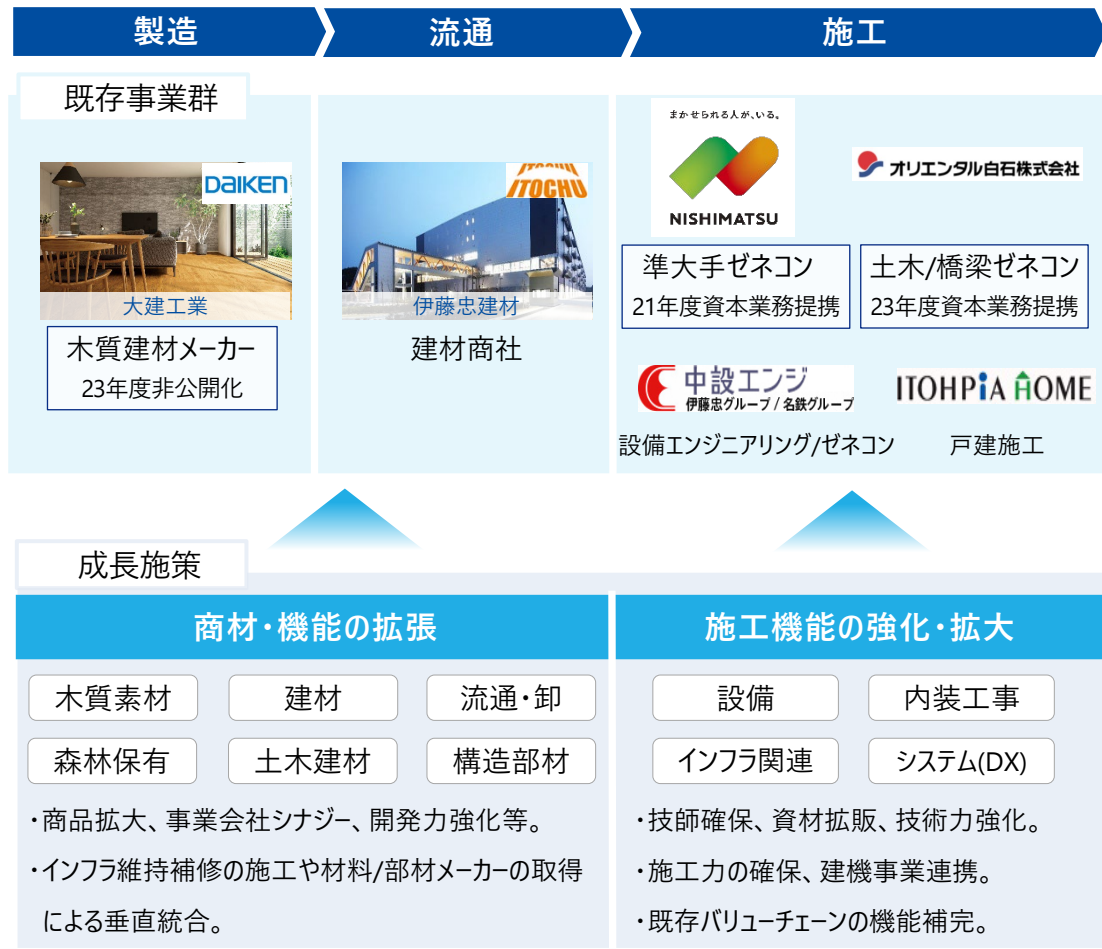 製造
流通
施工
既存事業群
DAIKEN
大建工業
木質建材メーカー
23年度非公開化
ITOCHU
ITOCHU
伊藤忠建材
建材商社
まかせられる人が、いる。
NISHIMATSU
準大手ゼネコン
21年度資本業務提携
オリエンタル白石株式会社
土木/橋梁ゼネコン
23年度資本業務提携
中設エンジ
伊藤忠グループ / 名鉄グループ
設備エンジニアリング/ゼネコン
ITOHPiA HOME
戸建施工
成長施策
商材・機能の拡張
木質素材
建材
流通・卸
森林保有
土木建材
構造部材
・商品拡大、事業会社シナジー、開発力強化等。
・インフラ維持補修の施工や材料/部材メーカーの取得
による垂直統合。
施工機能の強化・拡大
設備
内装工事
インフラ関連
システム(DX)
・技師確保、資材拡販、技術力強化。
・施工力の確保、建機事業連携。
・既存バリューチェーンの機能補完。